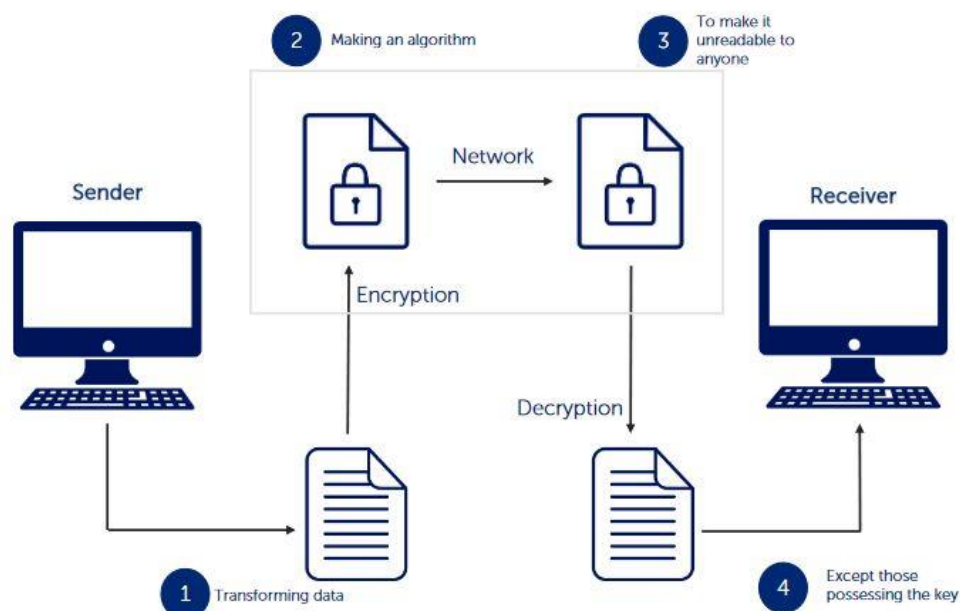 2
Making an algorithm
3
To make it
unreadable to
anyone
Network
Sender
Receiver
Encryption
Decryption
1
Transforming data
4
Except those
possessing the key